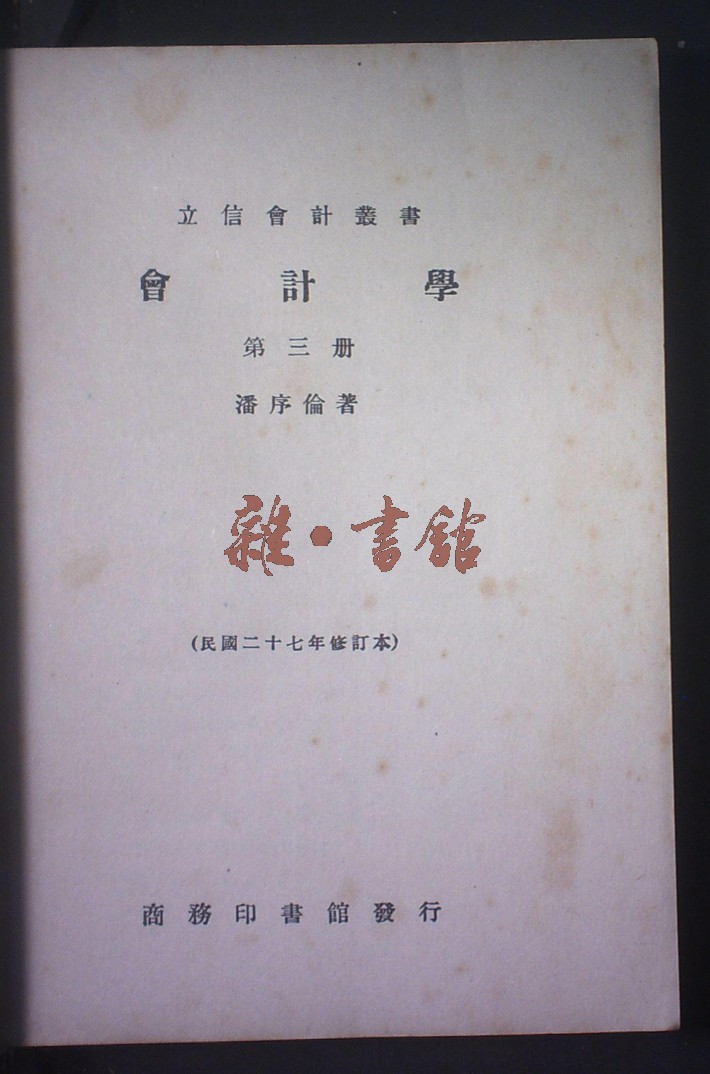 立信會計叢書
會計學
第三册
潘序倫著
雜·書館
(民國二十七年修訂本)
商務印書館發行